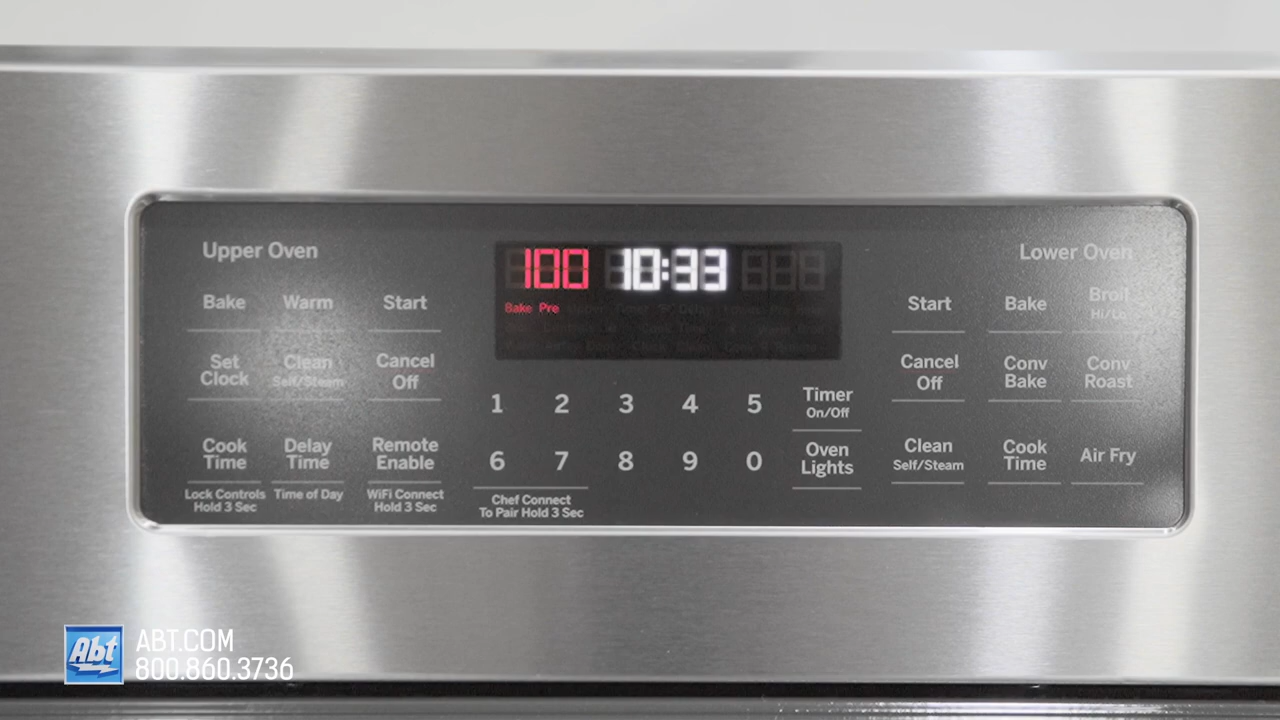 Upper Oven
Lower Oven
100 10:33
Bake Pre
Bake Warm Start
Start Bake Broil
Hi/Lo
Set Clean Cancel
Clock Self/Steam Off
Cancel Conv Conv
Off Bake Roast
1 2 3 4 5 Timer
On/Off
Cook Delay Remote
Time Time Enable
6 7 8 9 0 Oven
Lights
Clean Cook Air Fry
Self/Steam Time
Lock Controls Time of Day WiFi Connect
Hold 3 Sec Hold 3 Sec
Chef Connect
To Pair Hold 3 Sec
Abt ABT.COM
800.860.3736